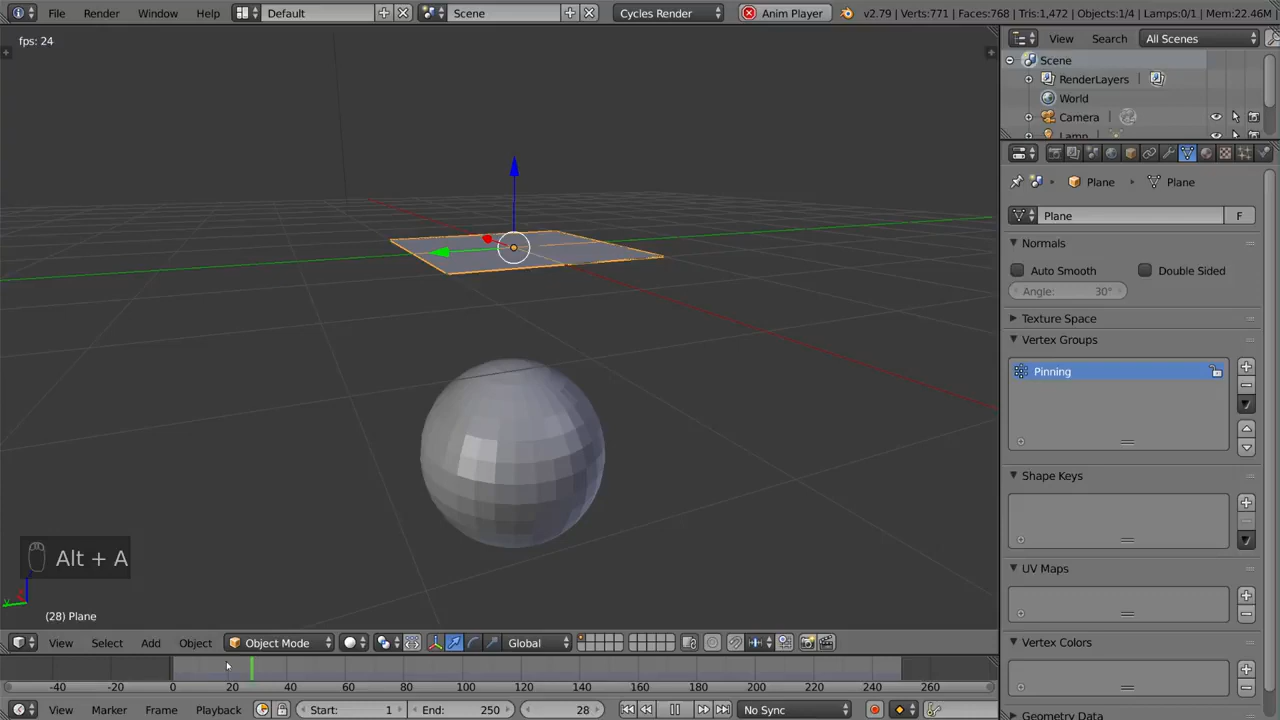 File Render Window Help Default Scene Cycles Render Anim Player v2.79 | Verts:771 | Faces:768 | Tris:1,472 | Objects:1/4 | Lamps:0/1 | Mem:22.46M |
fps: 24
View Search All Scenes
Scene
RenderLayers
World
Camera
Lamp
Plane Plane
Plane F
Normals
Auto Smooth Double Sided
Angle: 30°
Texture Space
Vertex Groups
Pinning
Shape Keys
UV Maps
Vertex Colors
Geometry Data
Alt + A
(28) Plane
View Select Add Object Object Mode Global
-40 -20 0 20 40 60 80 100 120 140 160 180 200 220 240 260
View Marker Frame Playback Start: 1 End: 250 28 No Sync